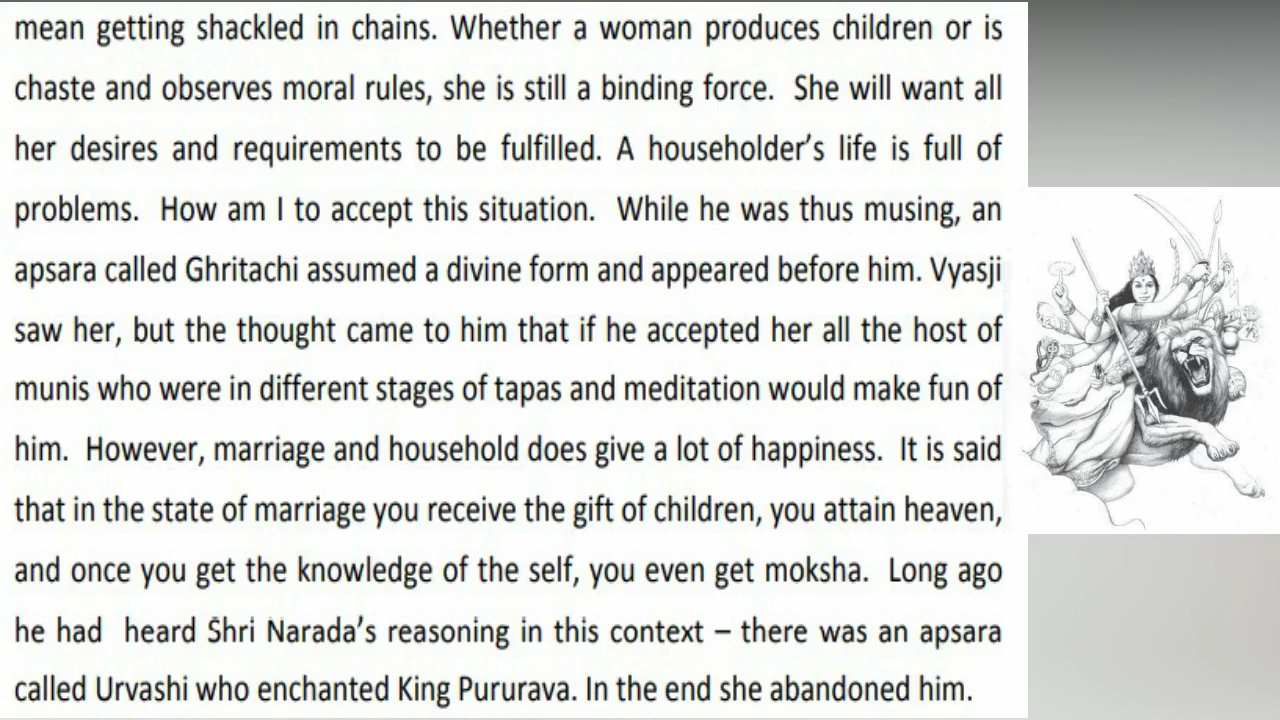 mean getting shackled in chains. Whether a woman produces children or is
chaste and observes moral rules, she is still a binding force. She will want all
her desires and requirements to be fulfilled. A householder's life is full of
problems. How am I to accept this situation. While he was thus musing, an
apsara called Ghritachi assumed a divine form and appeared before him. Vyasji
saw her, but the thought came to him that if he accepted her all the host of
munis who were in different stages of tapas and meditation would make fun of
him. However, marriage and household does give a lot of happiness. It is said
that in the state of marriage you receive the gift of children, you attain heaven,
and once you get the knowledge of the self, you even get moksha. Long ago
he had heard Shri Narada's reasoning in this context – there was an apsara
called Urvashi who enchanted King Pururava. In the end she abandoned him.